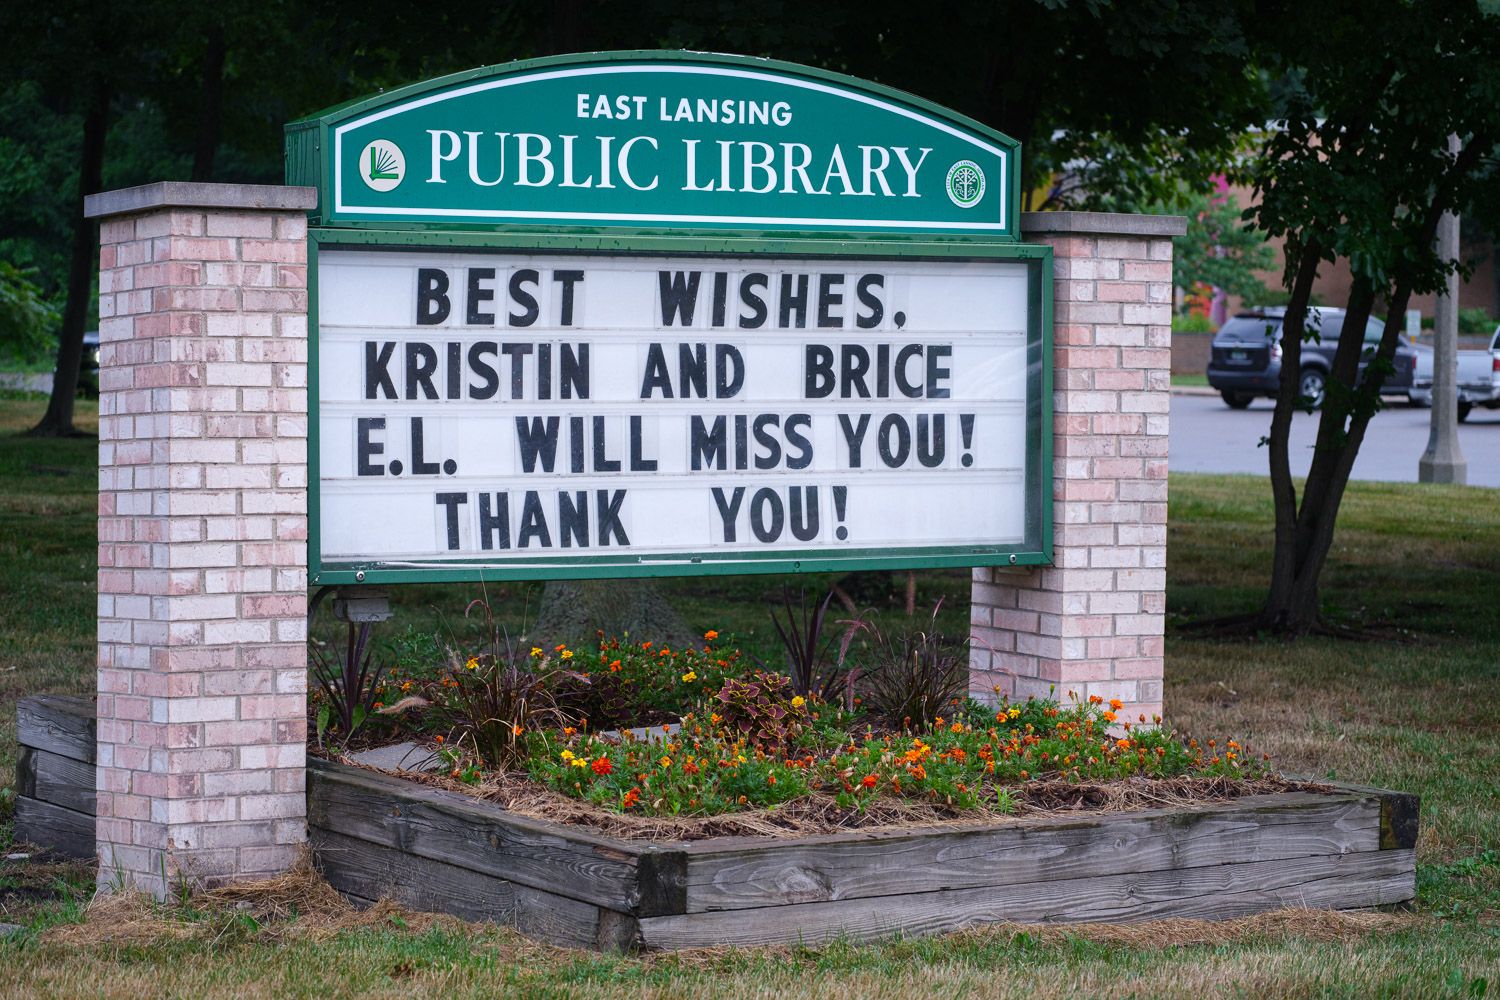 EAST LANSING
PUBLIC LIBRARY
BEST WISHES,
KRISTIN AND BRICE
E.L. WILL MISS YOU!
THANK YOU!